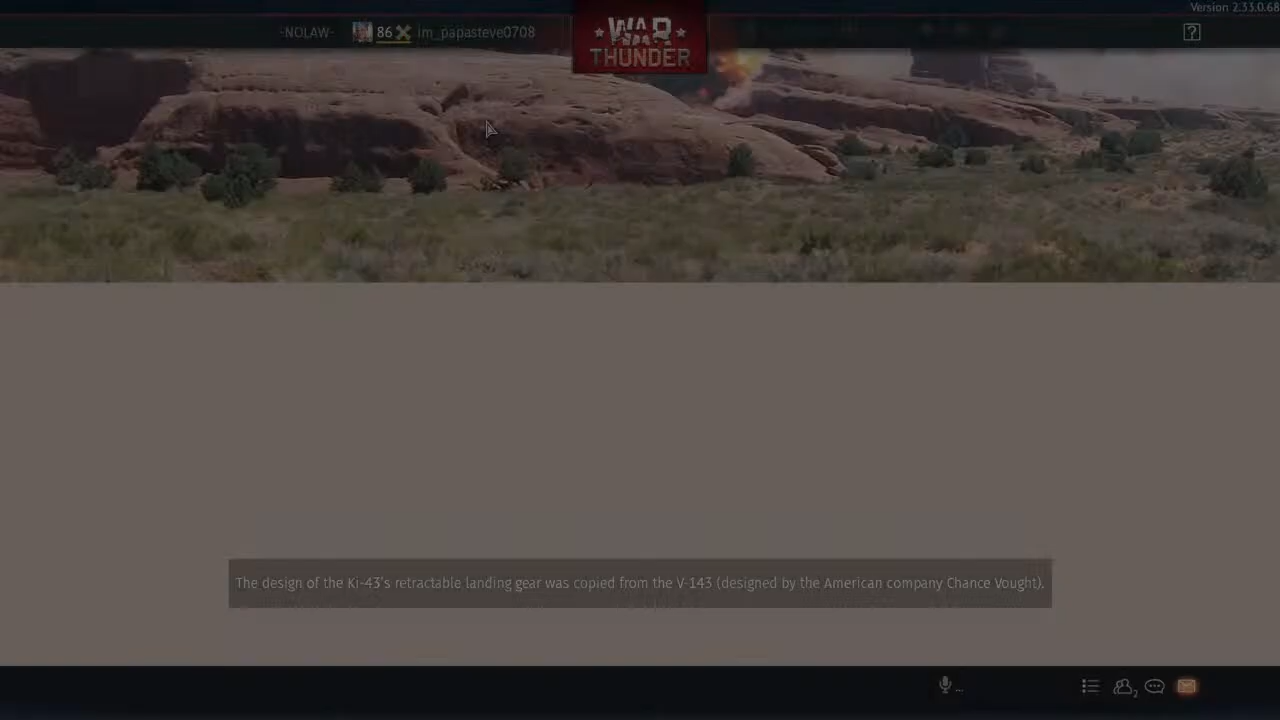 Version 2.33.0.68
-NOLAW- 86 im_papasteve0708
WAR
THUNDER
?
The design of the Ki-43's retractable landing gear was copied from the V-143 (designed by the American company Chance Vought).
... 2